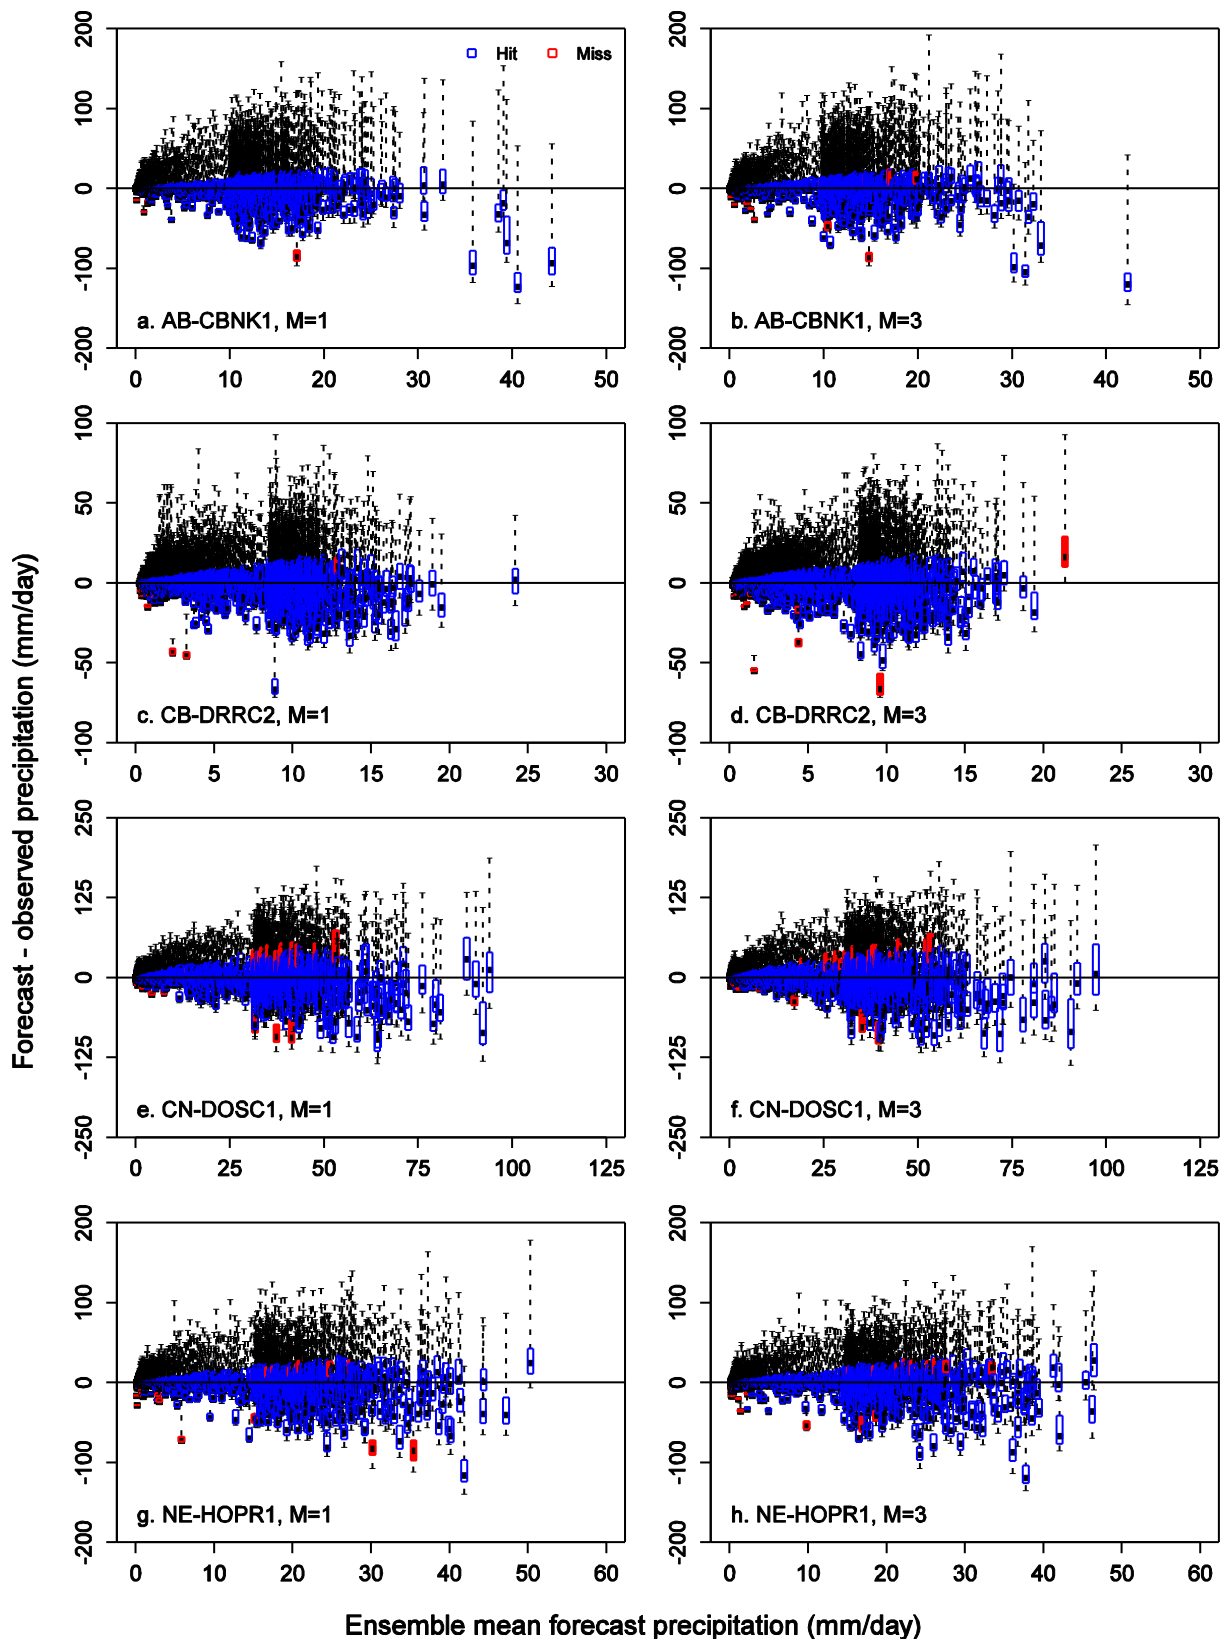 Forecast - observed precipitation (mm/day)
200
100
0
-100
-200
Hit Miss
a. AB-CBNK1, M=1
0 10 20 30 40 50
200
100
0
-100
-200
b. AB-CBNK1, M=3
0 10 20 30 40 50
100
50
0
-50
-100
c. CB-DRRC2, M=1
0 5 10 15 20 25 30
100
50
0
-50
-100
d. CB-DRRC2, M=3
0 5 10 15 20 25 30
250
125
0
-125
-250
e. CN-DOSC1, M=1
0 25 50 75 100 125
250
125
0
-125
-250
f. CN-DOSC1, M=3
0 25 50 75 100 125
200
100
0
-100
-200
g. NE-HOPR1, M=1
0 10 20 30 40 50 60
200
100
0
-100
-200
h. NE-HOPR1, M=3
0 10 20 30 40 50 60
Ensemble mean forecast precipitation (mm/day)